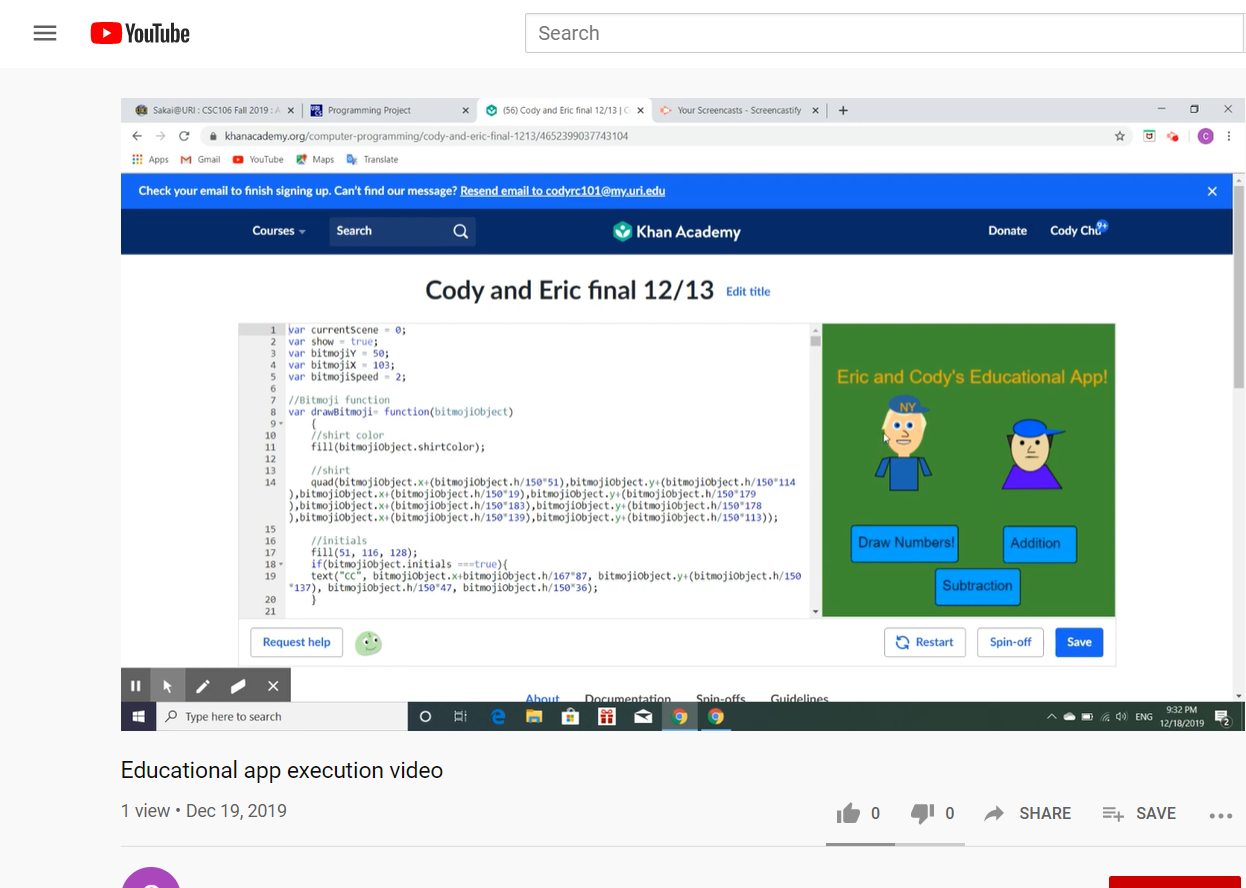 YouTube
Search
Sakai@URI : CSC106 Fall 2019 : A
Programming Project
(56) Cody and Eric final 12/13 | C
Your Screencasts - Screencastify
khanacademy.org/computer-programming/cody-and-eric-final-1213/4652399037743104
C
Apps Gmail YouTube Maps Translate
Check your email to finish signing up. Can't find our message? Resend email to codyrc101@my.uri.edu
Courses Search Khan Academy Donate Cody Chu 9+
Cody and Eric final 12/13 Edit title
1 var currentScene = 0;
2 var show = true;
3 var bitmojiY = 50;
4 var bitmojiX = 103;
5 var bitmojiSpeed = 2;
6
7 //Bitmoji function
8 var drawBitmoji= function(bitmojiObject)
9 {
10 //shirt color
11 fill(bitmojiObject.shirtColor);
12
13 //shirt
14 quad(bitmojiObject.x+(bitmojiObject.h/150*51),bitmojiObject.y+(bitmojiObject.h/150*114
),bitmojiObject.x+(bitmojiObject.h/150*19),bitmojiObject.y+(bitmojiObject.h/150*179
),bitmojiObject.x+(bitmojiObject.h/150*183),bitmojiObject.y+(bitmojiObject.h/150*178
),bitmojiObject.x+(bitmojiObject.h/150*139),bitmojiObject.y+(bitmojiObject.h/150*113));
15
16 //initials
17 fill(51, 116, 128);
18 if(bitmojiObject.initials ===true){
19 text("CC", bitmojiObject.x+bitmojiObject.h/167*87, bitmojiObject.y+(bitmojiObject.h/150
*137), bitmojiObject.h/150*47, bitmojiObject.h/150*36);
20 }
21
Eric and Cody's Educational App!
NY
Draw Numbers!
Addition
Subtraction
Request help
Restart
Spin-off
Save
About Documentation Spin-offs Guidelines
Type here to search
ENG
9:32 PM
12/18/2019
2
Educational app execution video
1 view • Dec 19, 2019
0 0 SHARE SAVE